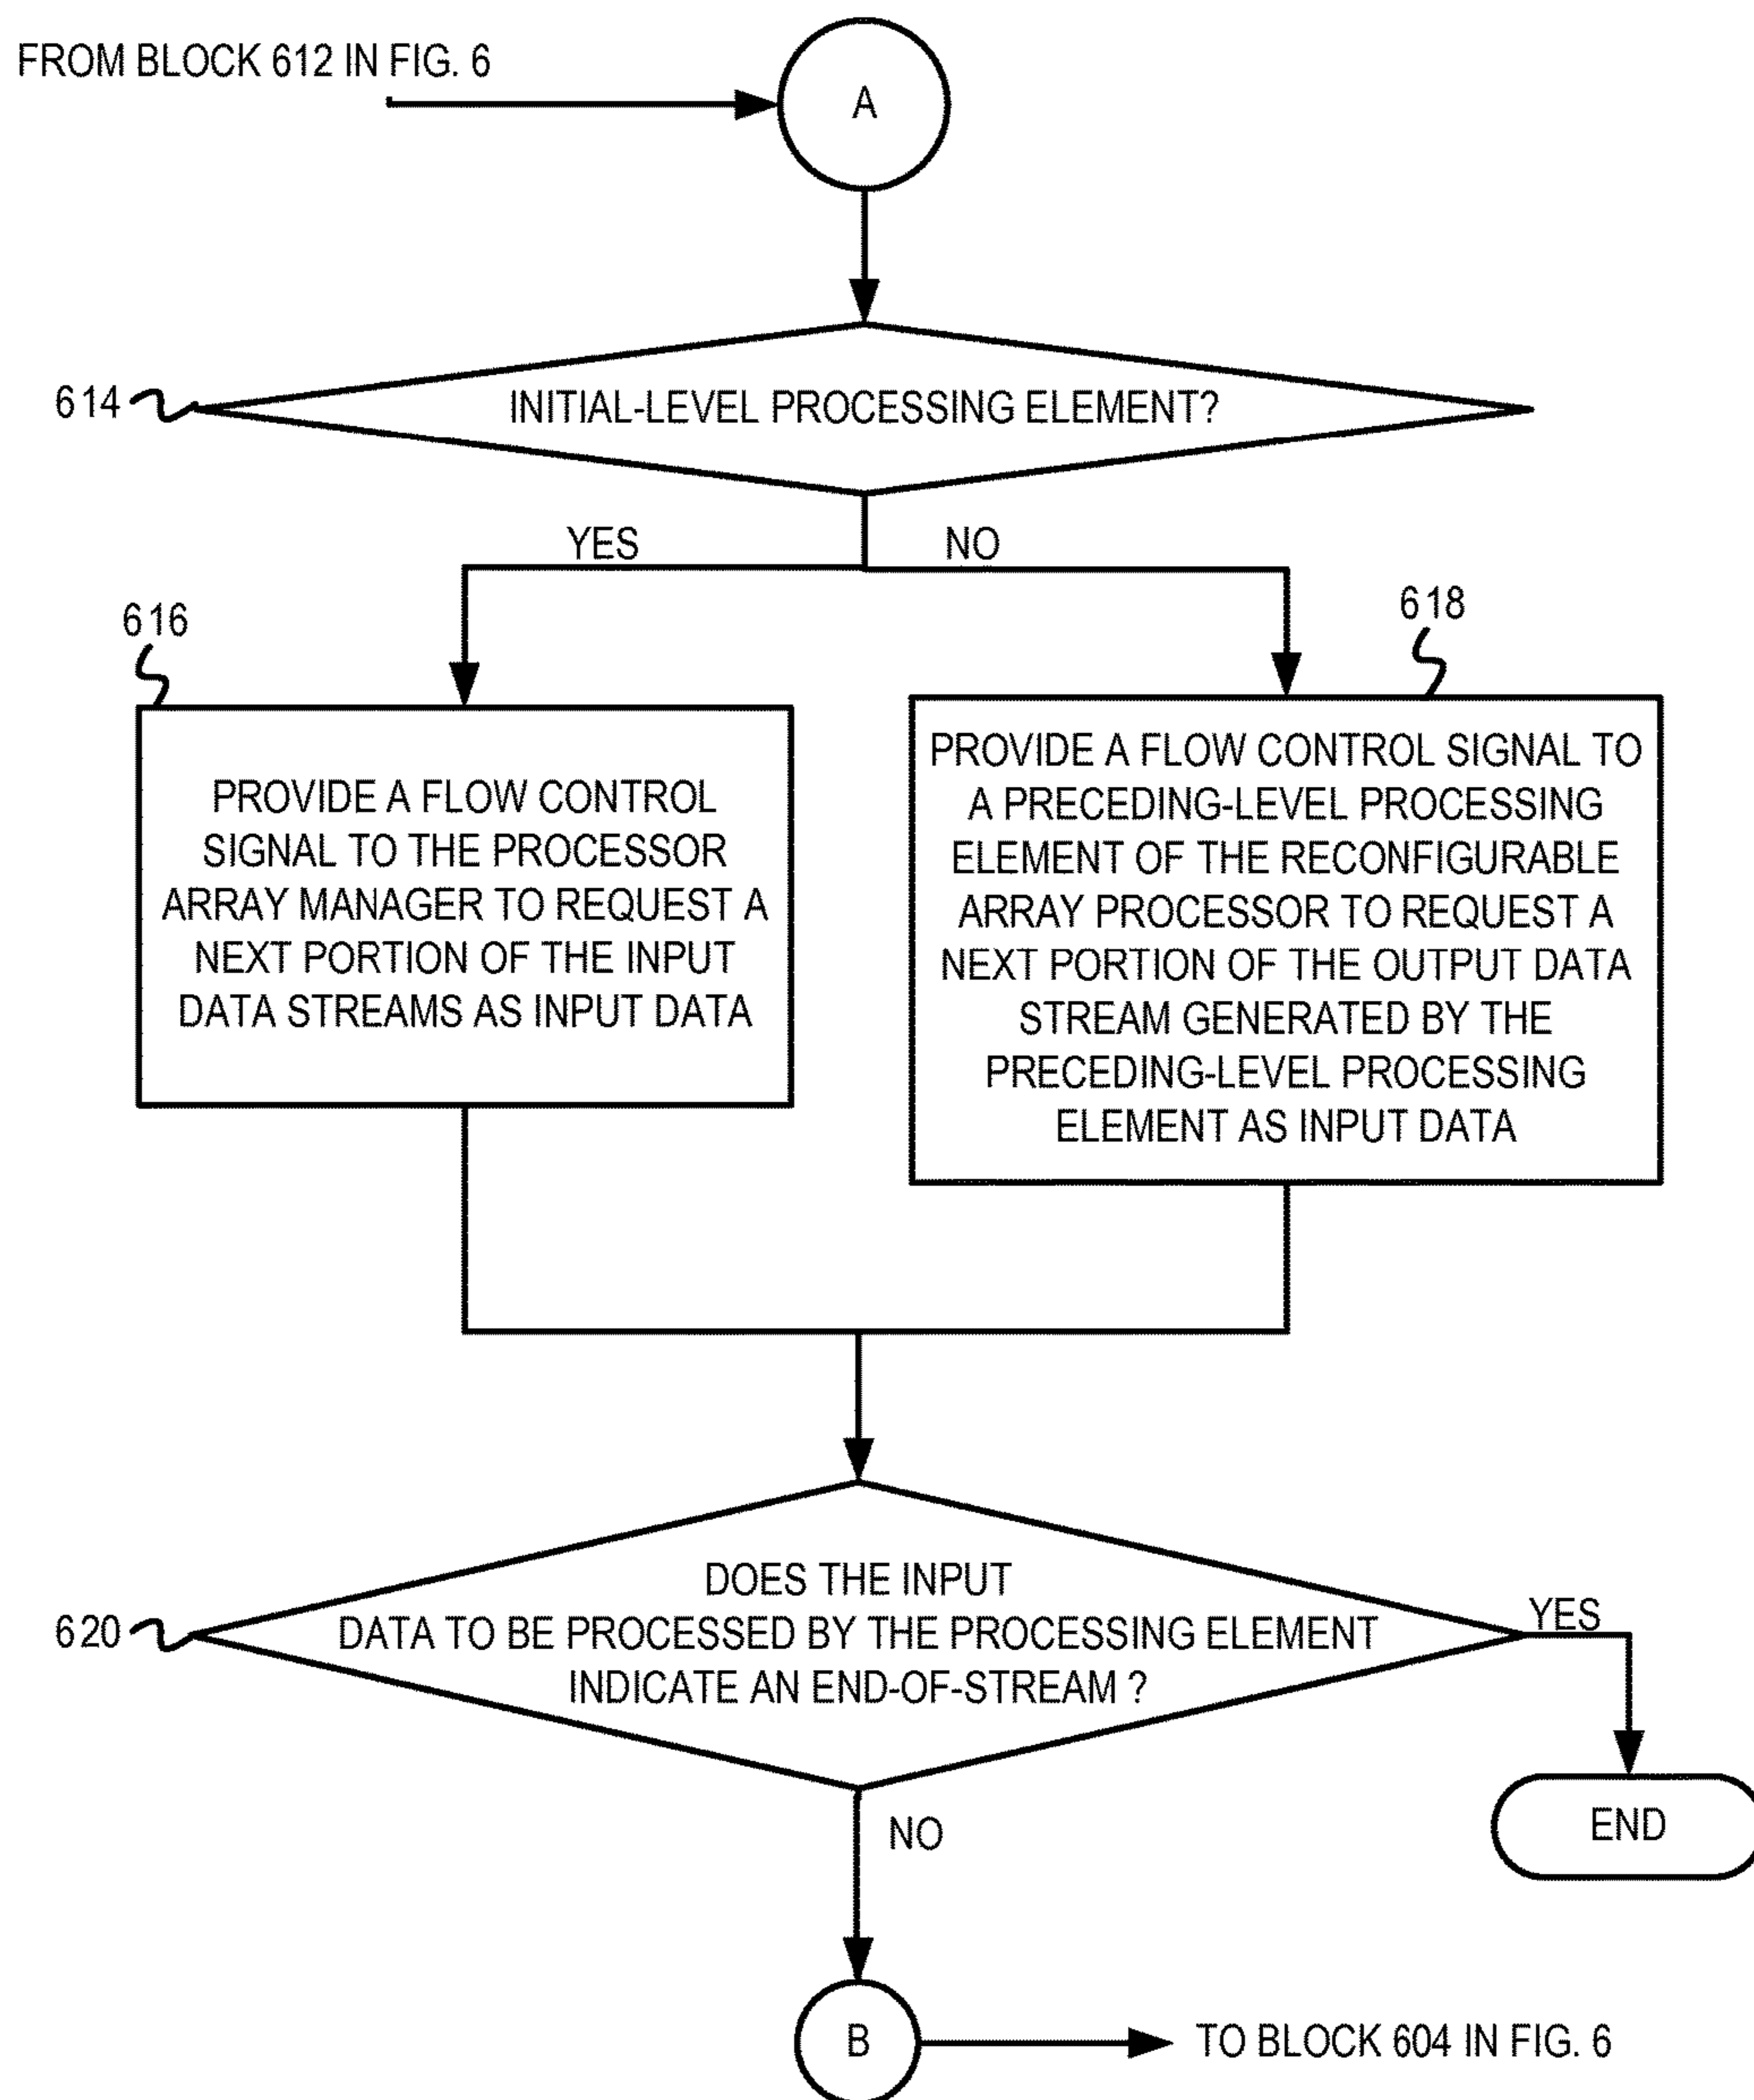 FROM BLOCK 612 IN FIG. 6
A
614
INITIAL-LEVEL PROCESSING ELEMENT?
YES
NO
616
618
PROVIDE A FLOW CONTROL
SIGNAL TO THE PROCESSOR
ARRAY MANAGER TO REQUEST A
NEXT PORTION OF THE INPUT
DATA STREAMS AS INPUT DATA
PROVIDE A FLOW CONTROL SIGNAL TO
A PRECEDING-LEVEL PROCESSING
ELEMENT OF THE RECONFIGURABLE
ARRAY PROCESSOR TO REQUEST A
NEXT PORTION OF THE OUTPUT DATA
STREAM GENERATED BY THE
PRECEDING-LEVEL PROCESSING
ELEMENT AS INPUT DATA
620
DOES THE INPUT
DATA TO BE PROCESSED BY THE PROCESSING ELEMENT
INDICATE AN END-OF-STREAM ?
YES
END
NO
B
TO BLOCK 604 IN FIG. 6